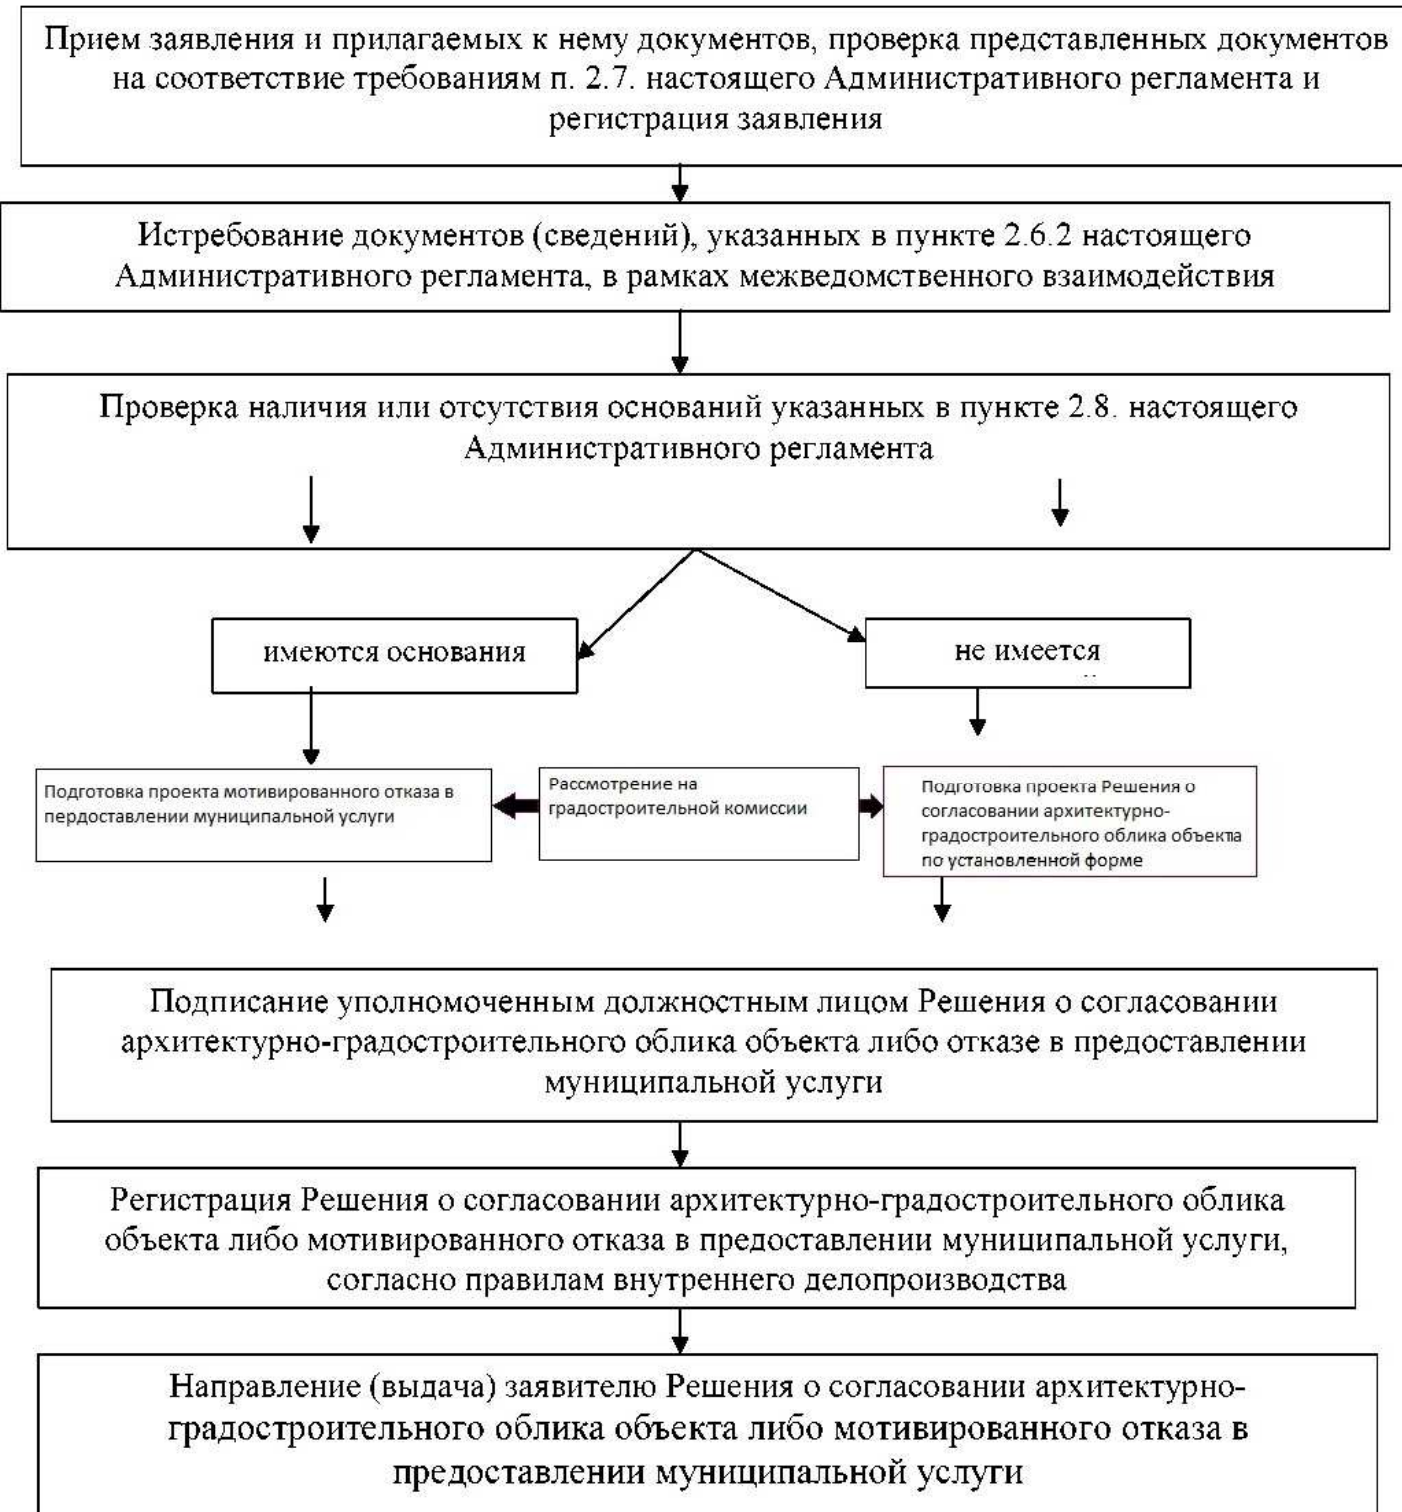 Прием заявления и прилагаемых к нему документов, проверка представленных документов
на соответствие требованиям п. 2.7. настоящего Административного регламента и
регистрация заявления
Истребование документов (сведений), указанных в пункте 2.6.2 настоящего
Административного регламента, в рамках межведомственного взаимодействия
Проверка наличия или отсутствия оснований указанных в пункте 2.8. настоящего
Административного регламента
имеются основания
не имеется
Подготовка проекта мотивированного отказа в
пердоставлении муниципальной услуги
Рассмотрение на
градостроительной комиссии
Подготовка проекта Решения о
согласовании архитектурно-
градостроительного облика объекта
по установленной форме
Подписание уполномоченным должностным лицом Решения о согласовании
архитектурно-градостроительного облика объекта либо отказе в предоставлении
муниципальной услуги
Регистрация Решения о согласовании архитектурно-градостроительного облика
объекта либо мотивированного отказа в предоставлении муниципальной услуги,
согласно правилам внутреннего делопроизводства
Направление (выдача) заявителю Решения о согласовании архитектурно-
градостроительного облика объекта либо мотивированного отказа в
предоставлении муниципальной услуги